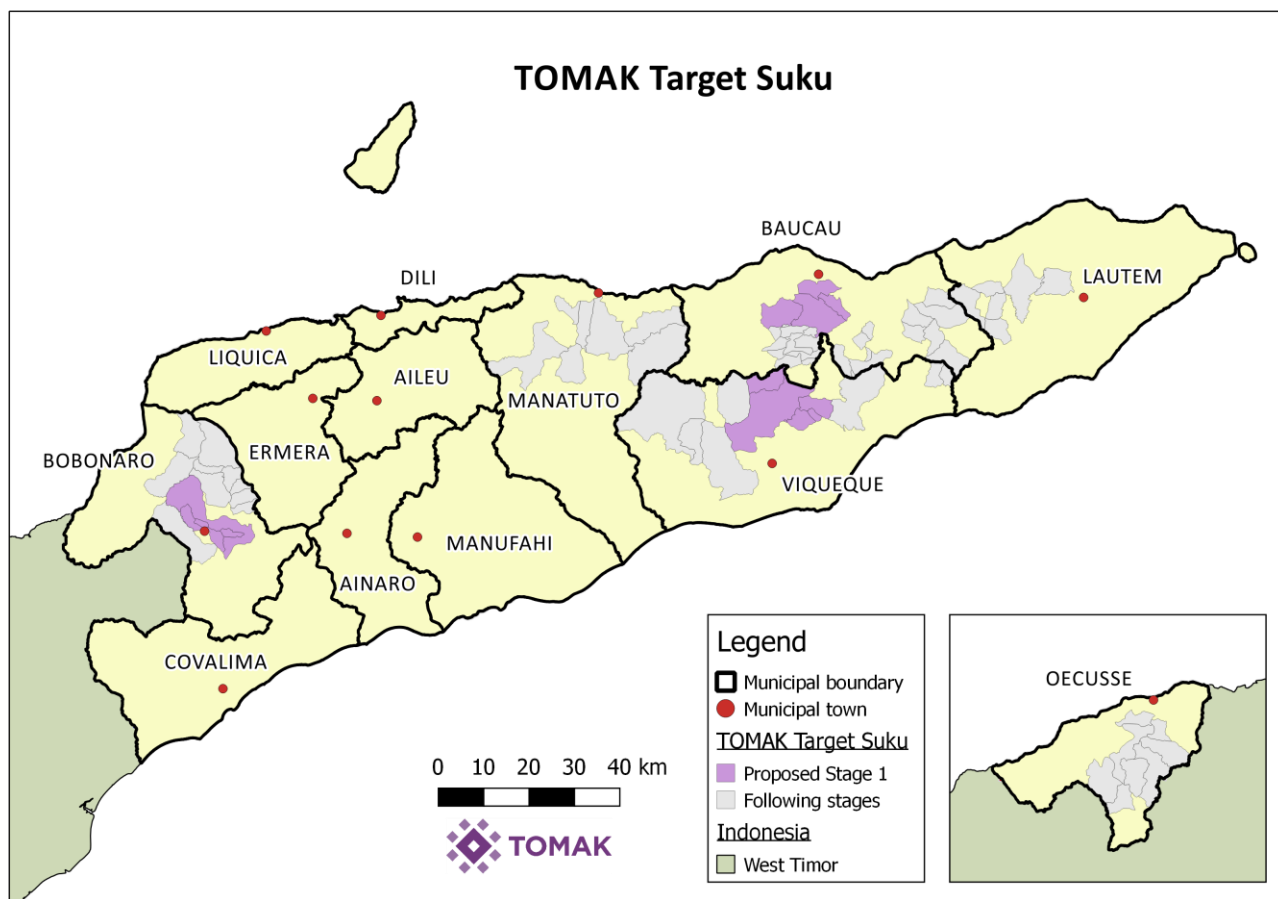 TOMAK Target Suku
BAUCAU
LAUTEM
DILI
LIQUICA
AILEU
MANATUTO
BOBONARO
ERMERA
VIQUEQUE
MANUFAHI
AINARO
COVALIMA
OECUSSE
Legend
Municipal boundary
Municipal town
TOMAK Target Suku
Proposed Stage 1
Following stages
Indonesia
West Timor
0 10 20 30 40 km
TOMAK